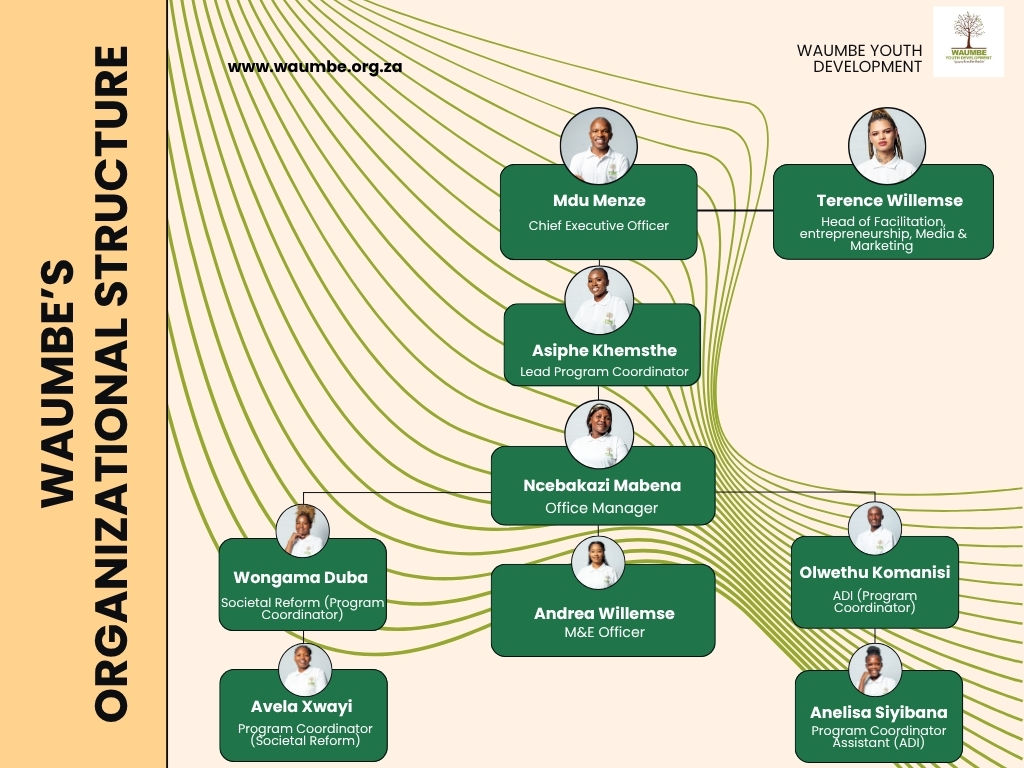 WAUMBE'S
ORGANIZATIONAL STRUCTURE
www.waumbe.org.za
WAUMBE YOUTH
DEVELOPMENT
WAUMBE
YOUTH DEVELOPMENT
Mdu Menze
Chief Executive Officer
Terence Willemse
Head of Facilitation,
entrepreneurship, Media &
Marketing
Asiphe Khemsthe
Lead Program Coordinator
Ncebakazi Mabena
Office Manager
Wongama Duba
Societal Reform (Program
Coordinator)
Andrea Willemse
M&E Officer
Olwethu Komanisi
ADI (Program
Coordinator)
Avela Xwayi
Program Coordinator
(Societal Reform)
Anelisa Siyibana
Program Coordinator
Assistant (ADI)